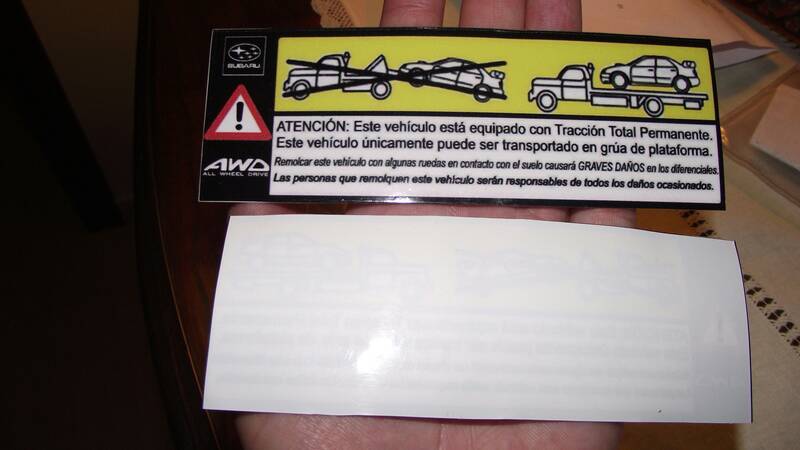 SUBARU
ATENCIÓN: Este vehículo está equipado con Tracción Total Permanente.
Este vehículo únicamente puede ser transportado en grúa de plataforma.
Remolcar este vehículo con algunas ruedas en contacto con el suelo causará GRAVES DAÑOS en los diferenciales.
Las personas que remolquen este vehículo serán responsables de todos los daños ocasionados.
AWD
ALL WHEEL DRIVE